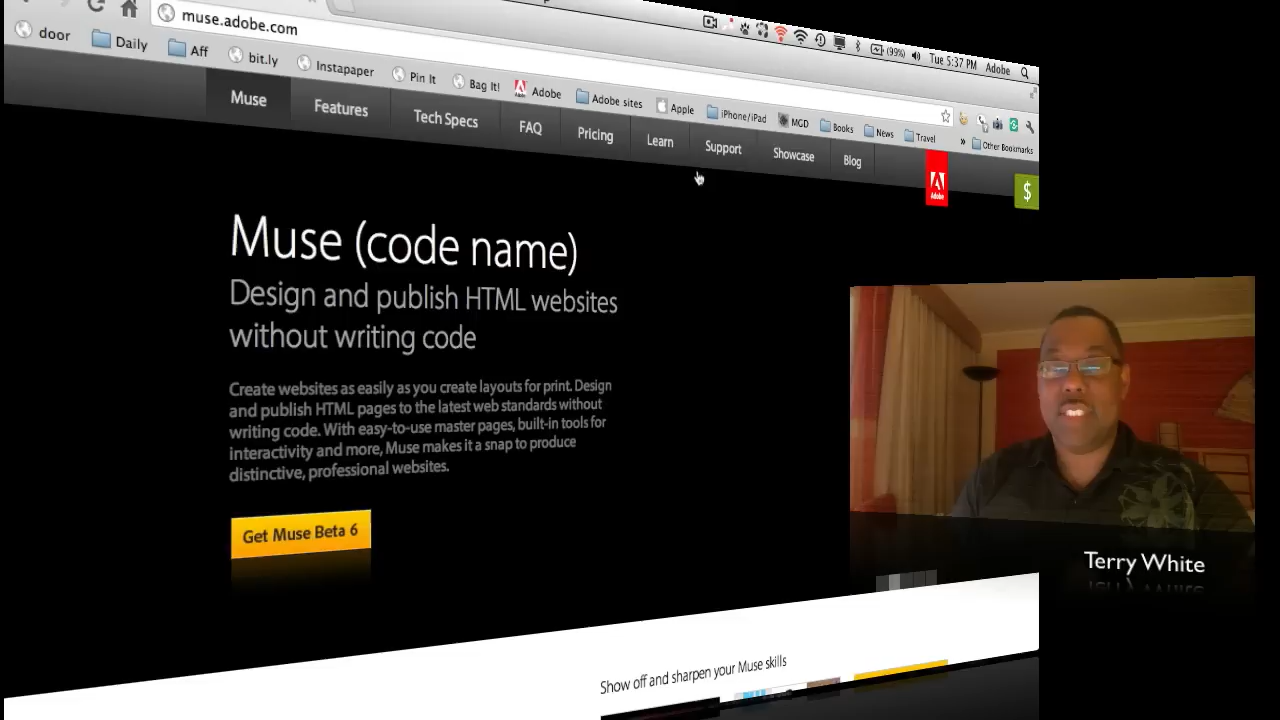 muse.adobe.com
(99%) Tue 5:37 PM Adobe
door Daily Aff bit.ly Instapaper Pin It Bag It! Adobe Adobe sites Apple iPhone/iPad MGD Books News Travel » Other Bookmarks
Muse Features Tech Specs FAQ Pricing Learn Support Showcase Blog
Adobe
$
Muse (code name)
Design and publish HTML websites
without writing code
Create websites as easily as you create layouts for print. Design
and publish HTML pages to the latest web standards without
writing code. With easy-to-use master pages, built-in tools for
interactivity and more, Muse makes it a snap to produce
distinctive, professional websites.
Get Muse Beta 6
Terry White
Show off and sharpen your Muse skills